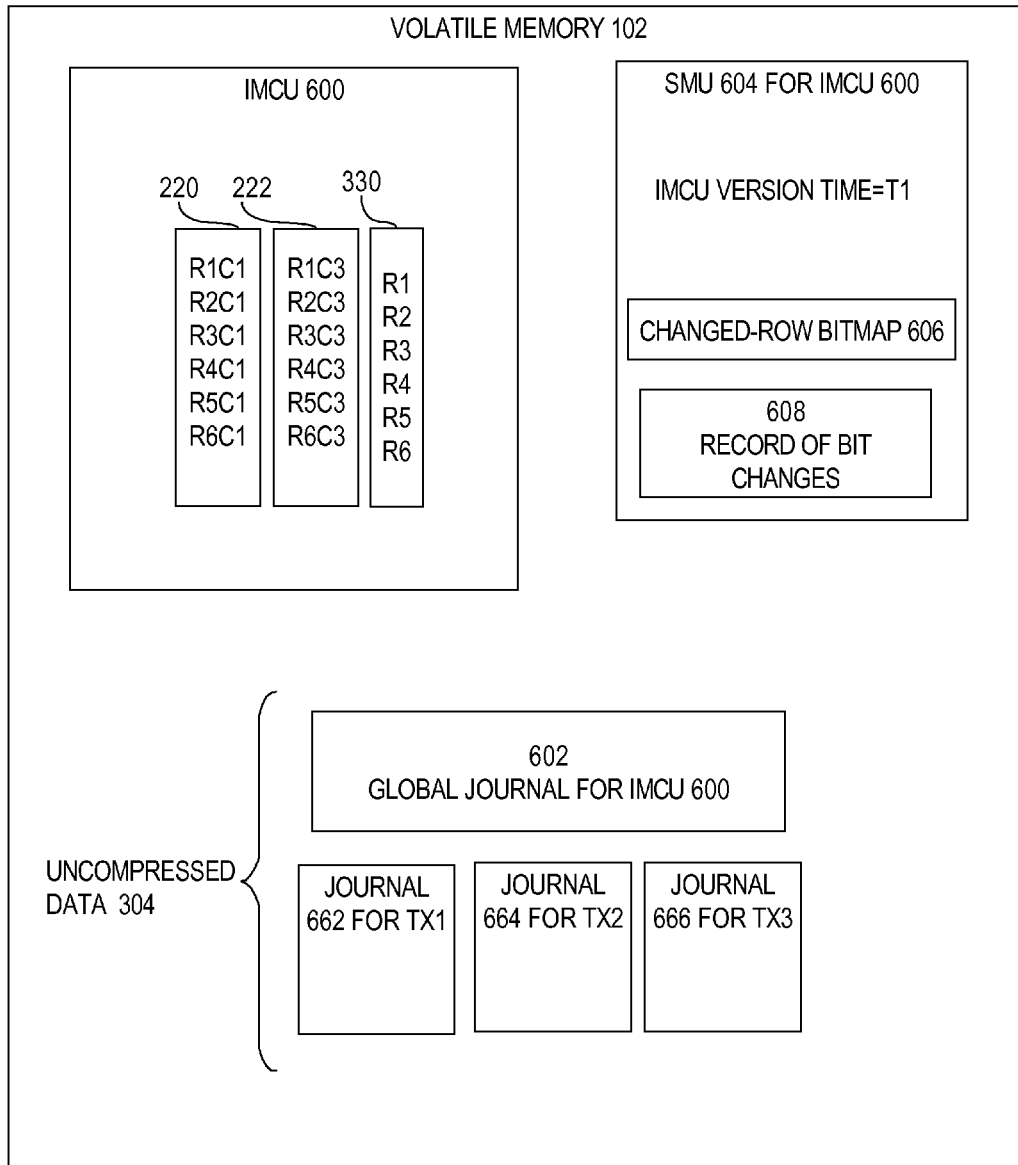 VOLATILE MEMORY 102
IMCU 600
220
222
330
R1C1
R2C1
R3C1
R4C1
R5C1
R6C1
R1C3
R2C3
R3C3
R4C3
R5C3
R6C3
R1
R2
R3
R4
R5
R6
SMU 604 FOR IMCU 600
IMCU VERSION TIME=T1
CHANGED-ROW BITMAP 606
608
RECORD OF BIT
CHANGES
UNCOMPRESSED
DATA 304
602
GLOBAL JOURNAL FOR IMCU 600
JOURNAL
662 FOR TX1
JOURNAL
664 FOR TX2
JOURNAL
666 FOR TX3